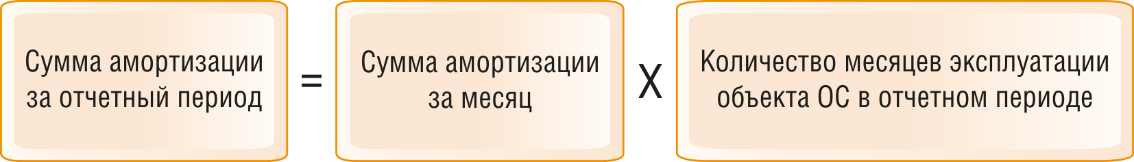 Сумма амортизации
за отчетный период
=
Сумма амортизации
за месяц
X
Количество месяцев эксплуатации
объекта ОС в отчетном периоде